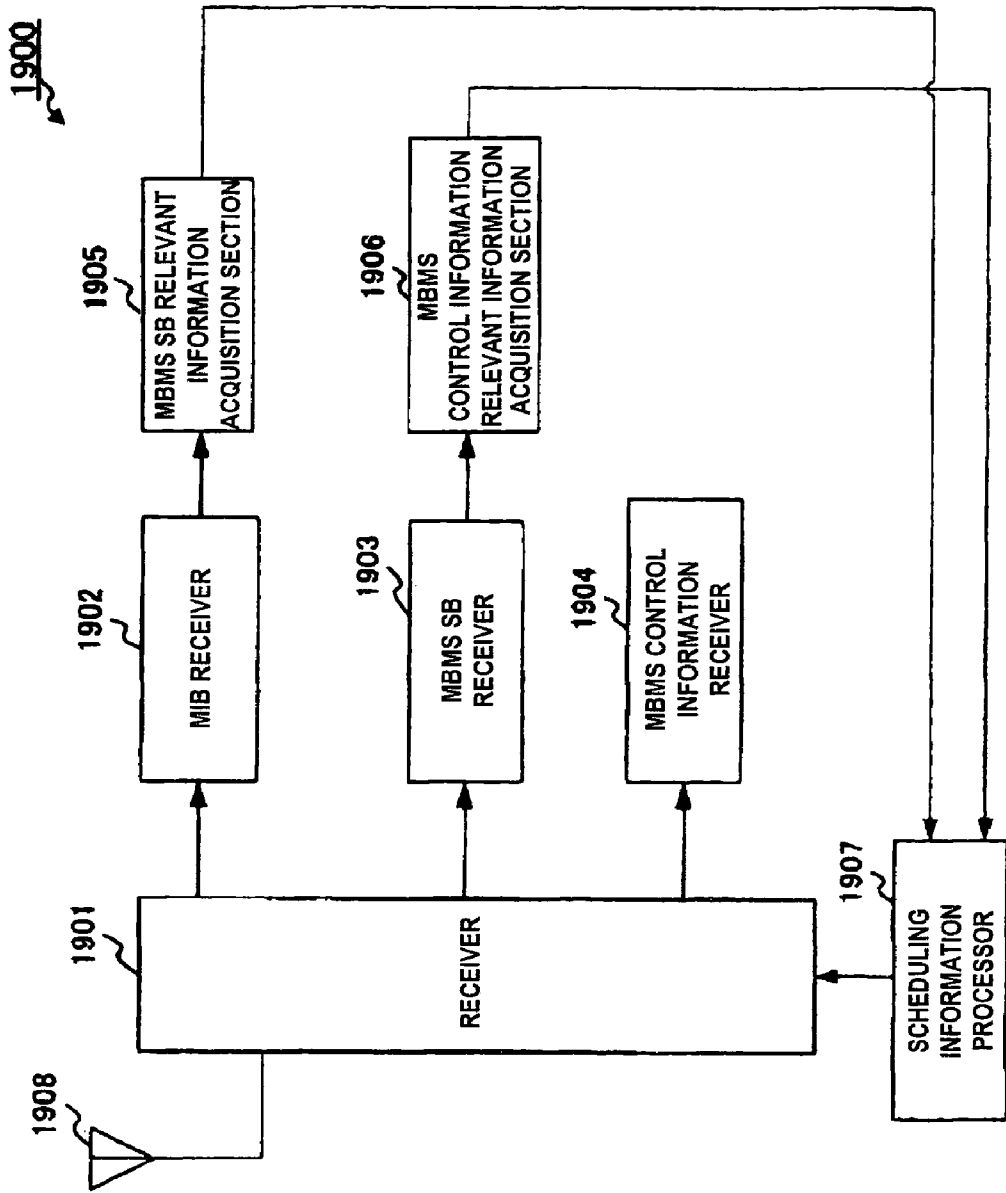 1900
1908
1901
RECEIVER
1902
MIB RECEIVER
1905
MBMS SB RELEVANT
INFORMATION
ACQUISITION SECTION
1903
MBMS SB
RECEIVER
1906
MBMS
CONTROL INFORMATION
RELEVANT INFORMATION
ACQUISITION SECTION
1904
MBMS CONTROL
INFORMATION
RECEIVER
1907
SCHEDULING
INFORMATION
PROCESSOR